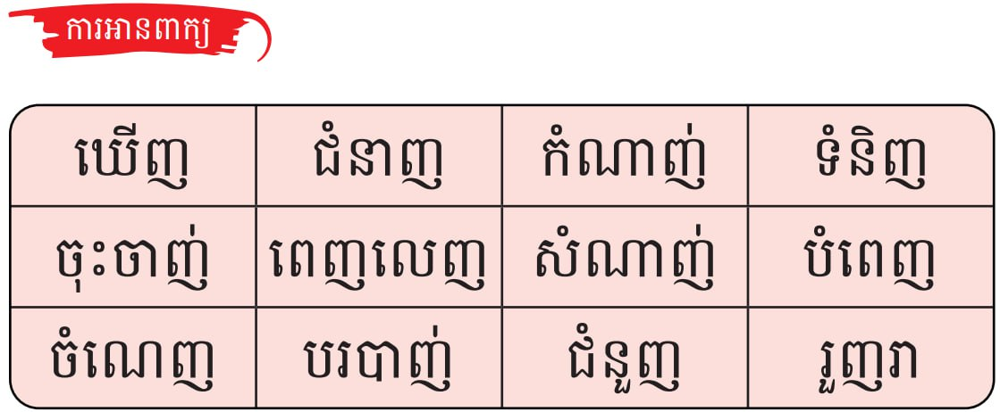 ការអានពាក្យ
ឃើញ ជំនាញ កំណាញ់ ទំនិញ
ចុះចាញ់ ពេញលេញ សំណាញ់ បំពេញ
ចំណេញ បរបាញ់ ជំនួញ រួញរា